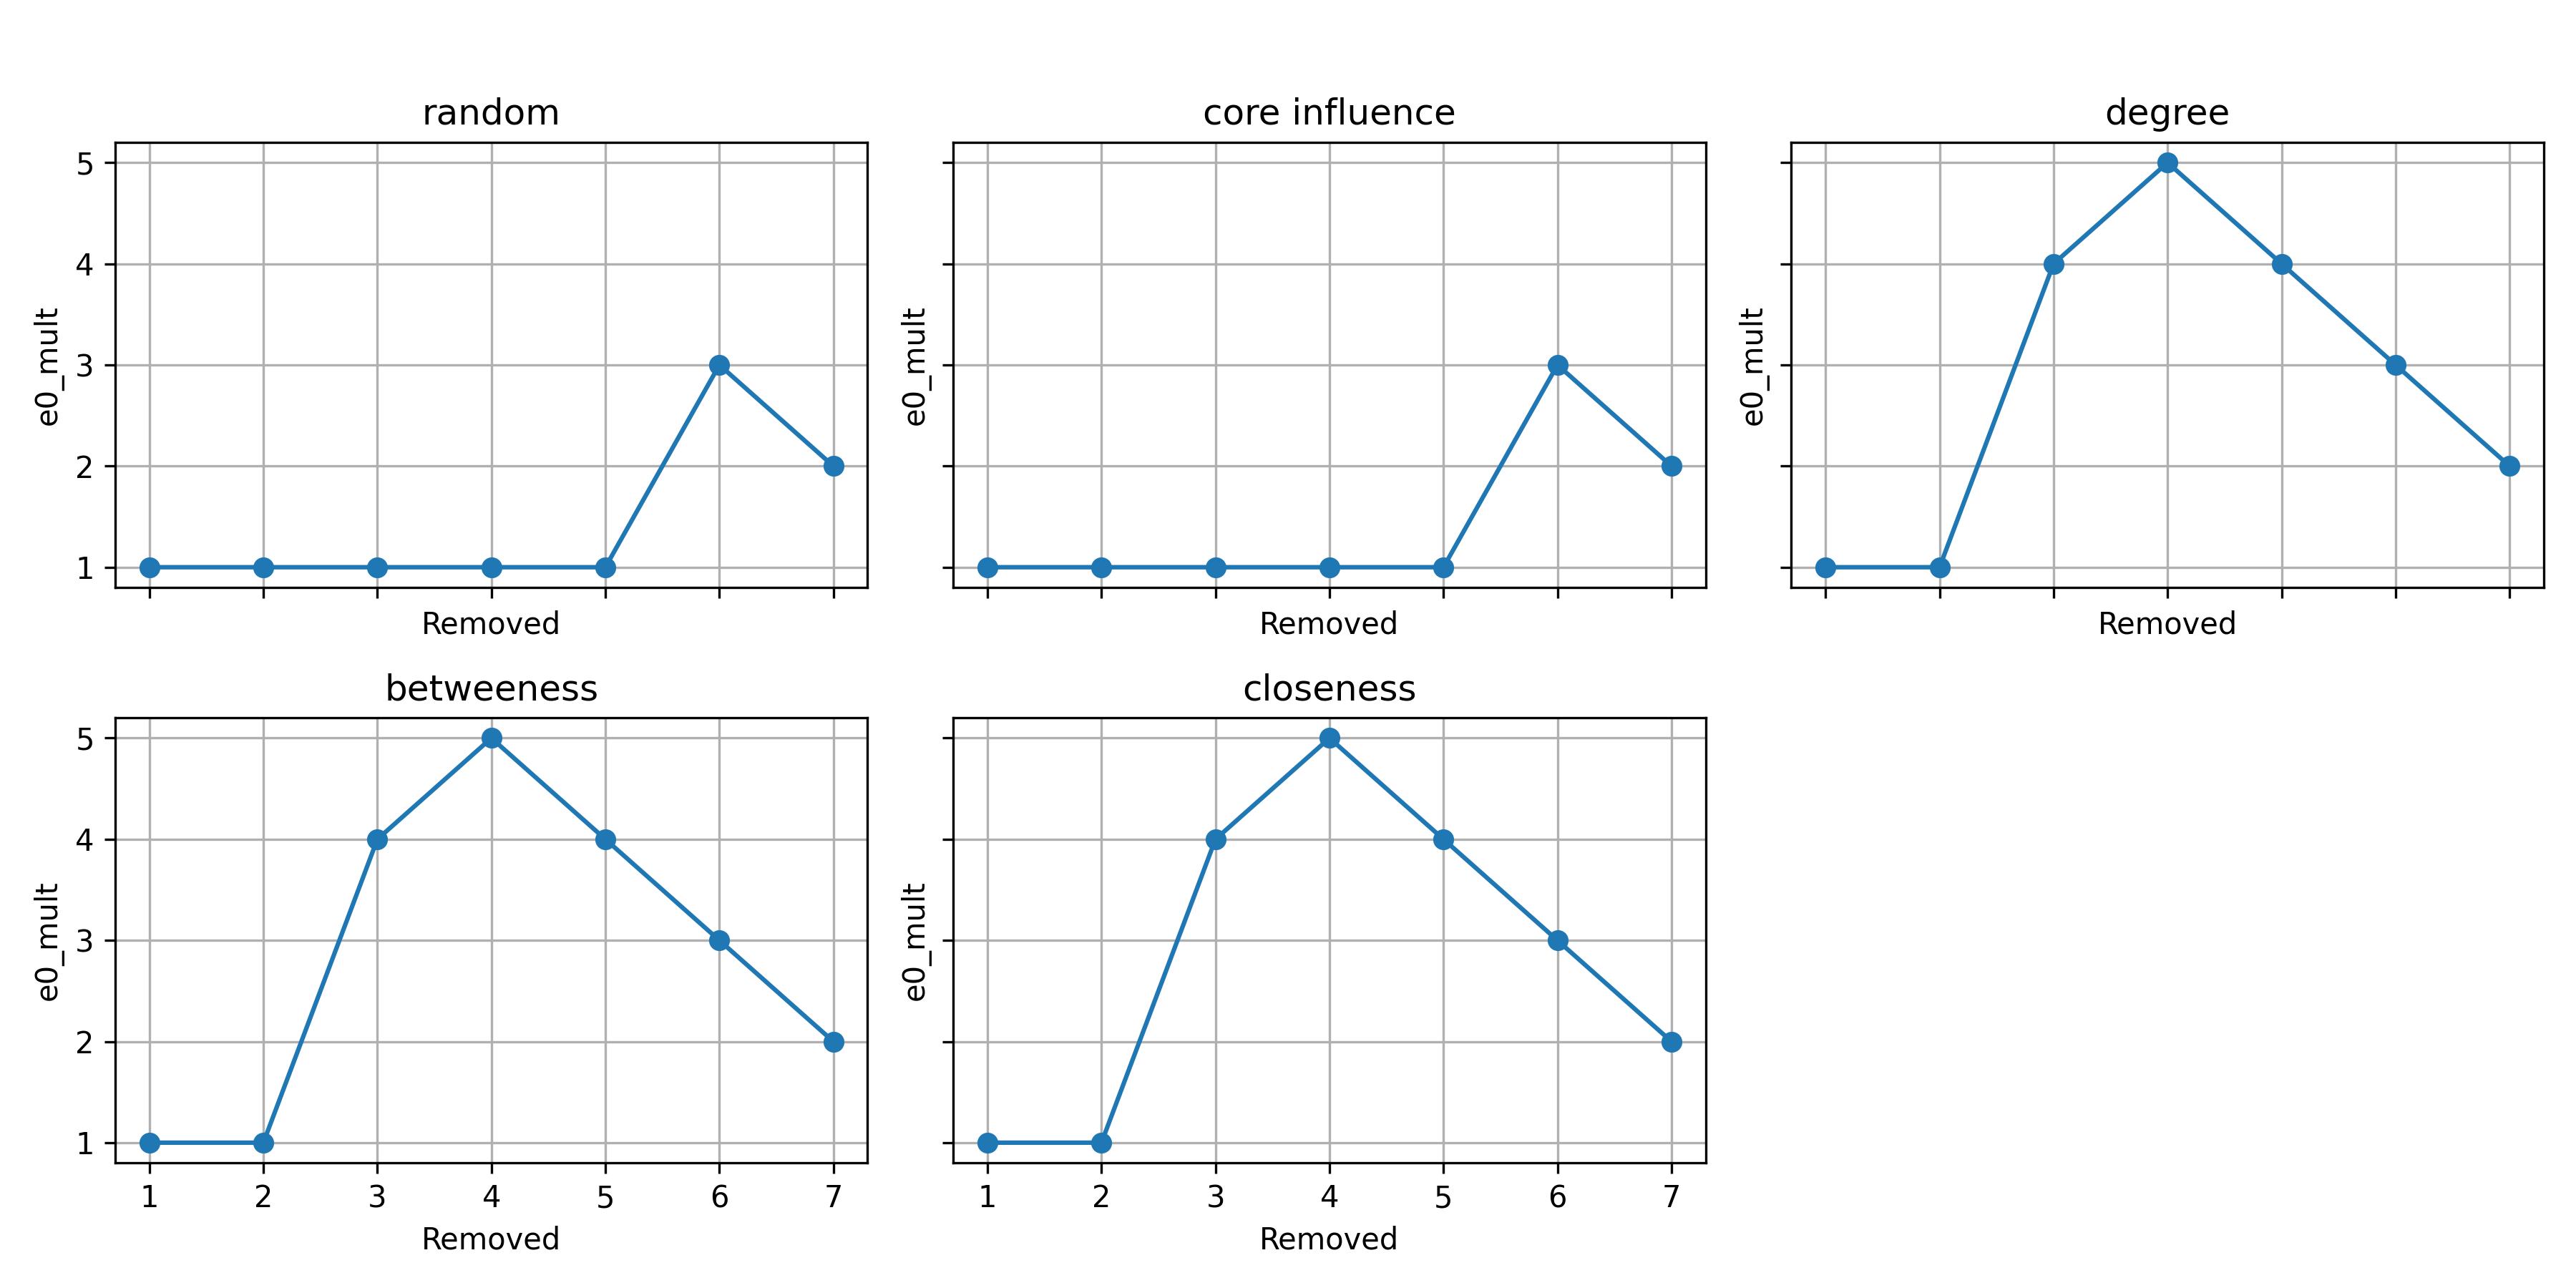 random
5
4
3
2
1
e0_mult
Removed
core influence
e0_mult
Removed
degree
e0_mult
Removed
betweeness
5
4
3
2
1
e0_mult
1 2 3 4 5 6 7
Removed
closeness
e0_mult
1 2 3 4 5 6 7
Removed